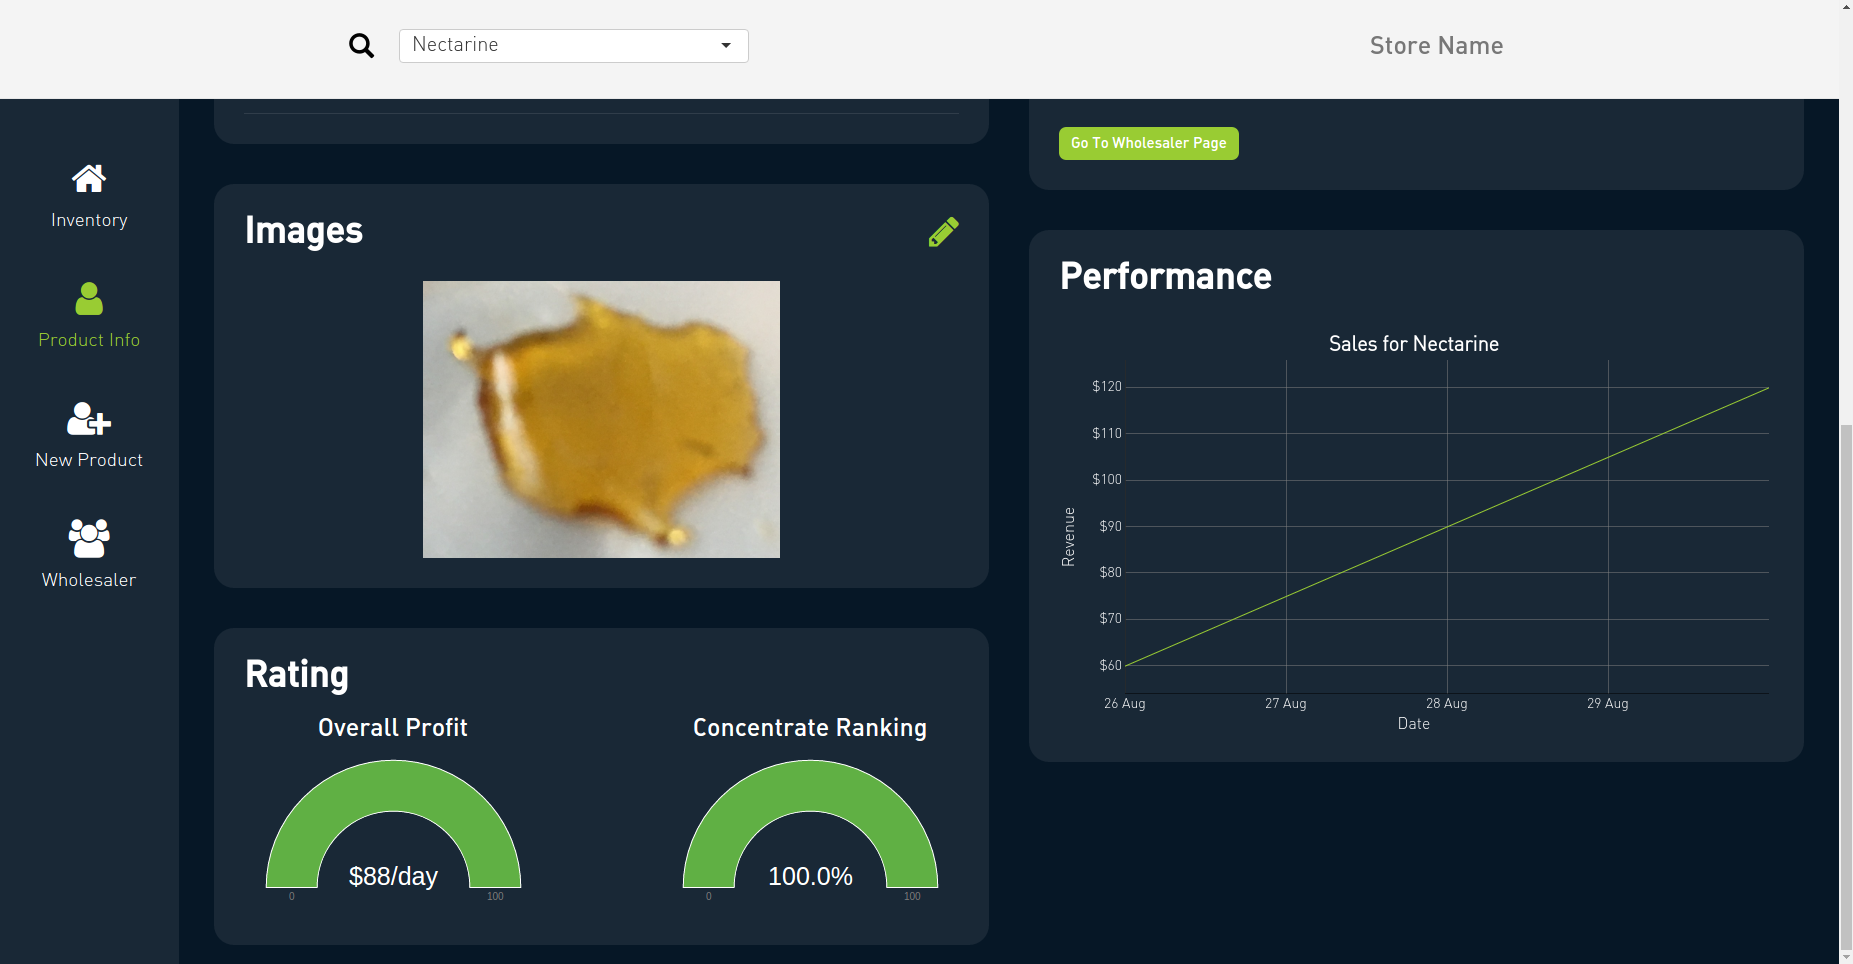 Nectarine
Store Name
Inventory
Product Info
New Product
Wholesaler
Go To Wholesaler Page
Images
Performance
Sales for Nectarine
$120
$110
$100
$90
$80
$70
$60
Revenue
26 Aug
27 Aug
28 Aug
29 Aug
Date
Rating
Overall Profit
$88/day
0
100
Concentrate Ranking
100.0%
0
100